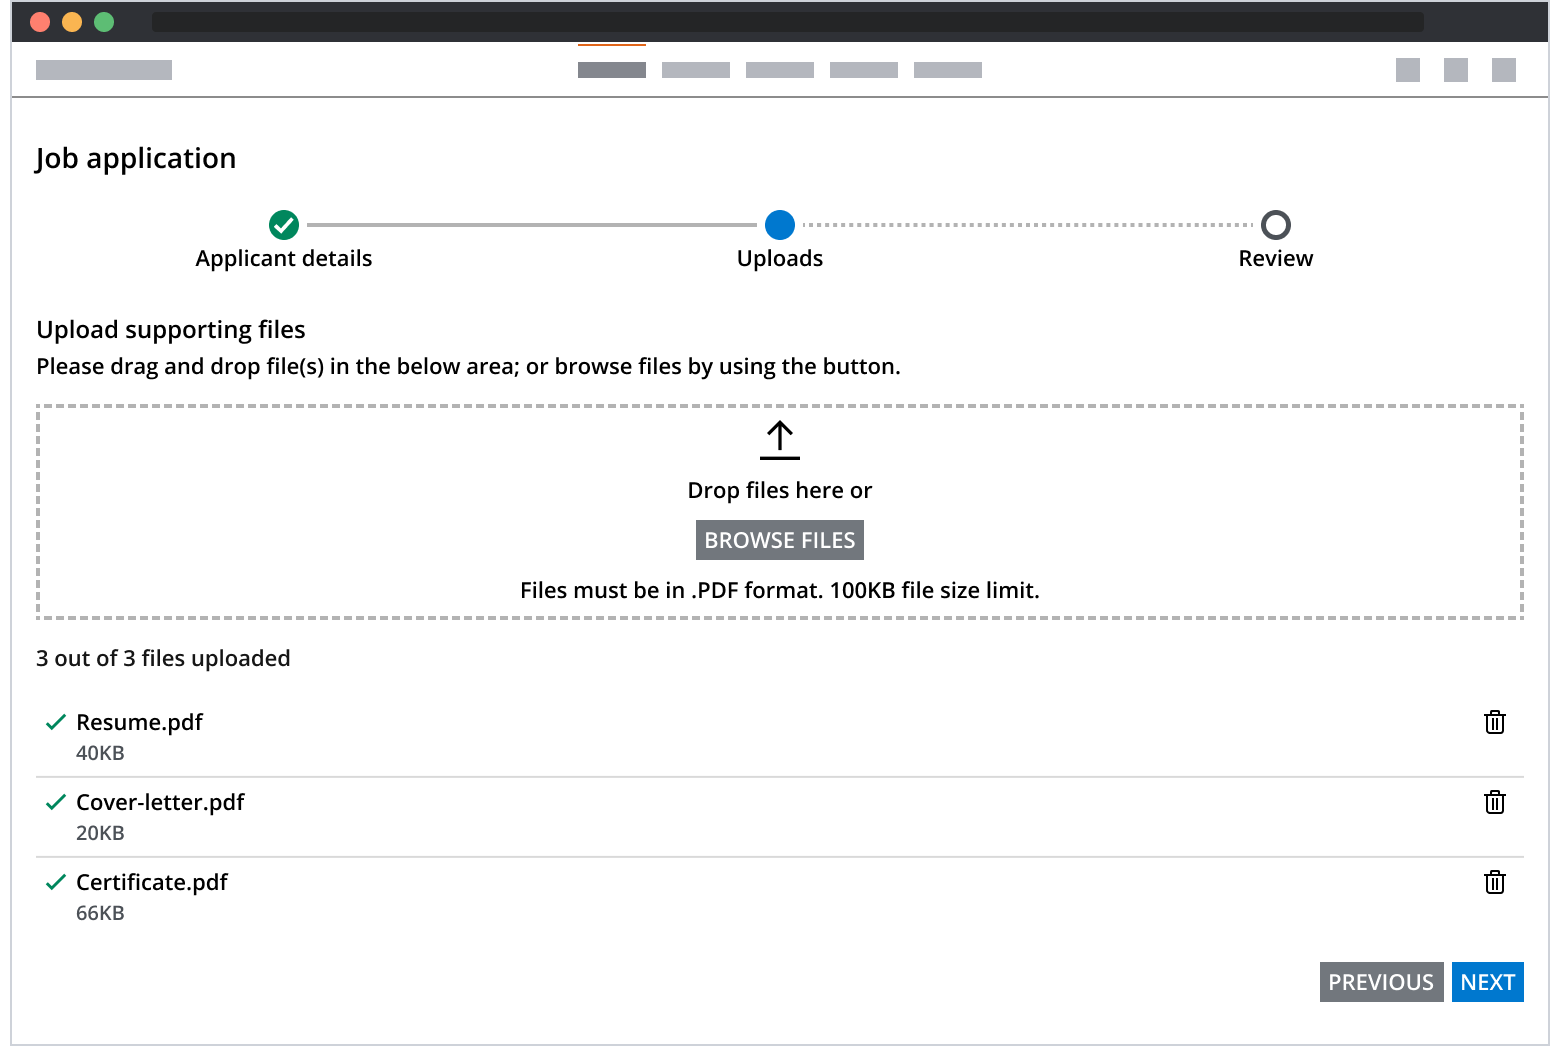 Job application
Applicant details
Uploads
Review
Upload supporting files
Please drag and drop file(s) in the below area; or browse files by using the button.
Drop files here or
BROWSE FILES
Files must be in .PDF format. 100KB file size limit.
3 out of 3 files uploaded
Resume.pdf
40KB
Cover-letter.pdf
20KB
Certificate.pdf
66KB
PREVIOUS NEXT